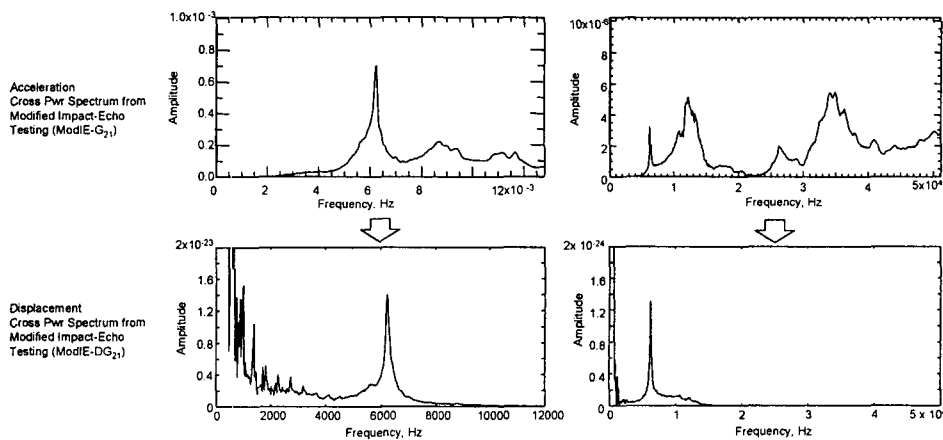 1.0x10⁻³
0.8
0.6
0.4
0.2
0
Amplitude
0 2 4 6 8 12x10⁻³
Frequency, Hz
10x10⁻⁶
8
6
4
2
0
Amplitude
0 1 2 3 4
Frequency, Hz
Acceleration
Cross Pwr Spectrum from
Modified Impact-Echo
Testing (ModIE-G₂₁)
2x10⁻²³
1.6
1.2
0.8
0.4
0
Amplitude
0 2000 4000 6000 8000 10000 12000
Frequency, Hz
2x 10⁻²⁴
1.6
1.2
0.8
0.4
0
Amplitude
0 1 2 3 4
Frequency, Hz
Displacement
Cross Pwr Spectrum from
Modified Impact-Echo
Testing (ModIE-DG₂₁)